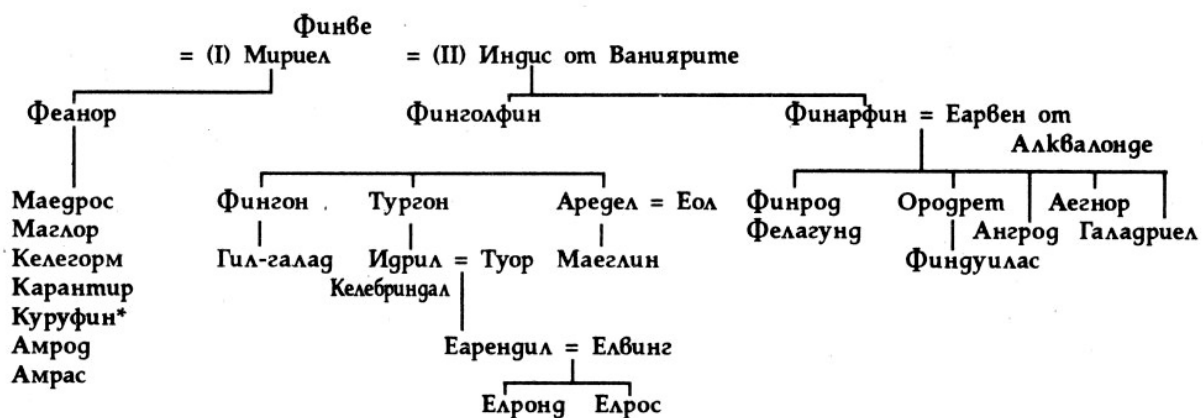 Финве
= (I) Мириел = (II) Индис от Ваниярите
Феанор Финголфин Финарфин = Еарвен от
Алквалонде
Маедрос Фингон Тургон Аредел = Еол Финрод Ородрет Аегнор
Маглор Фелагунд Ангрод Галадриел
Келегорм Гил-галад Идрил = Туор Маеглин Финдуилас
Карантир Келебриндал
Куруфин*
Амрод Еарендил = Елвинг
Амрас
Елронд Елрос